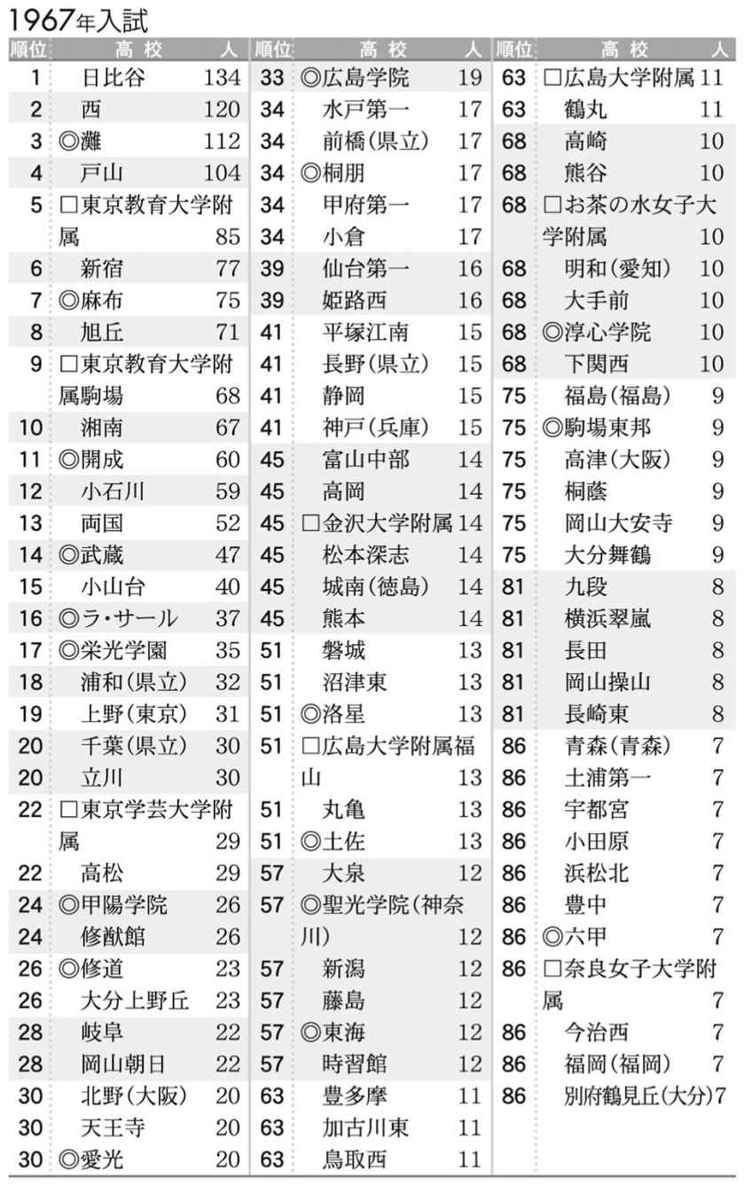 1967年入試
順位 高校 人
1 日比谷 134
2 西 120
3 ◎灘 112
4 戸山 104
5 □東京教育大学附
属 85
6 新宿 77
7 ◎麻布 75
8 旭丘 71
9 □東京教育大学附
属駒場 68
10 湘南 67
11 ◎開成 60
12 小石川 59
13 両国 52
14 ◎武蔵 47
15 小山台 40
16 ◎ラ・サール 37
17 ◎栄光学園 35
18 浦和(県立) 32
19 上野(東京) 31
20 千葉(県立) 30
20 立川 30
22 □東京学芸大学附
属 29
22 高松 29
24 ◎甲陽学院 26
24 修猷館 26
26 ◎修道 23
26 大分上野丘 23
28 岐阜 22
28 岡山朝日 22
30 北野(大阪) 20
30 天王寺 20
30 ◎愛光 20
順位 高校 人
33 ◎広島学院 19
34 水戸第一 17
34 前橋(県立) 17
34 ◎桐朋 17
34 甲府第一 17
34 小倉 17
39 仙台第一 16
39 姫路西 16
41 平塚江南 15
41 長野(県立) 15
41 静岡 15
41 神戸(兵庫) 15
45 富山中部 14
45 高岡 14
45 □金沢大学附属 14
45 松本深志 14
45 城南(徳島) 14
45 熊本 14
51 磐城 13
51 沼津東 13
51 ◎洛星 13
51 □広島大学附属福
山 13
51 丸亀 13
51 ◎土佐 13
57 大泉 12
57 ◎聖光学院(神奈
川) 12
57 新潟 12
57 藤島 12
57 ◎東海 12
57 時習館 12
63 豊多摩 11
63 加古川東 11
63 鳥取西 11
順位 高校 人
63 □広島大学附属 11
63 鶴丸 11
68 高崎 10
68 熊谷 10
68 □お茶の水女子大
学附属 10
68 明和(愛知) 10
68 大手前 10
68 ◎淳心学院 10
68 下関西 10
75 福島(福島) 9
75 ◎駒場東邦 9
75 高津(大阪) 9
75 桐蔭 9
75 岡山大安寺 9
75 大分舞鶴 9
81 九段 8
81 横浜翠嵐 8
81 長田 8
81 岡山操山 8
81 長崎東 8
86 青森(青森) 7
86 土浦第一 7
86 宇都宮 7
86 小田原 7
86 浜松北 7
86 豊中 7
86 ◎六甲 7
86 □奈良女子大学附
属 7
86 今治西 7
86 福岡(福岡) 7
86 別府鶴見丘(大分) 7